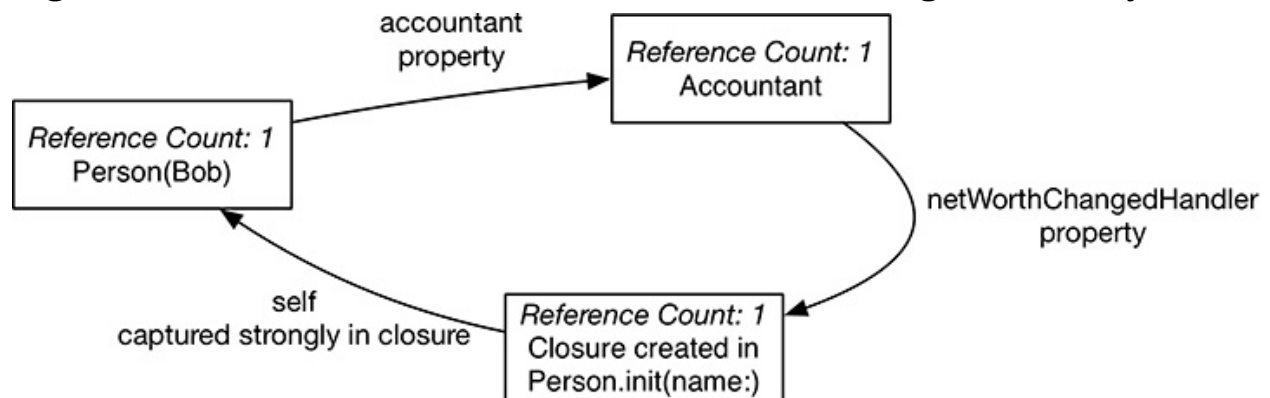 accountant
property
Reference Count: 1
Accountant
Reference Count: 1
Person(Bob)
netWorthChangedHandler
property
self
captured strongly in closure
Reference Count: 1
Closure created in
Person.init(name:)